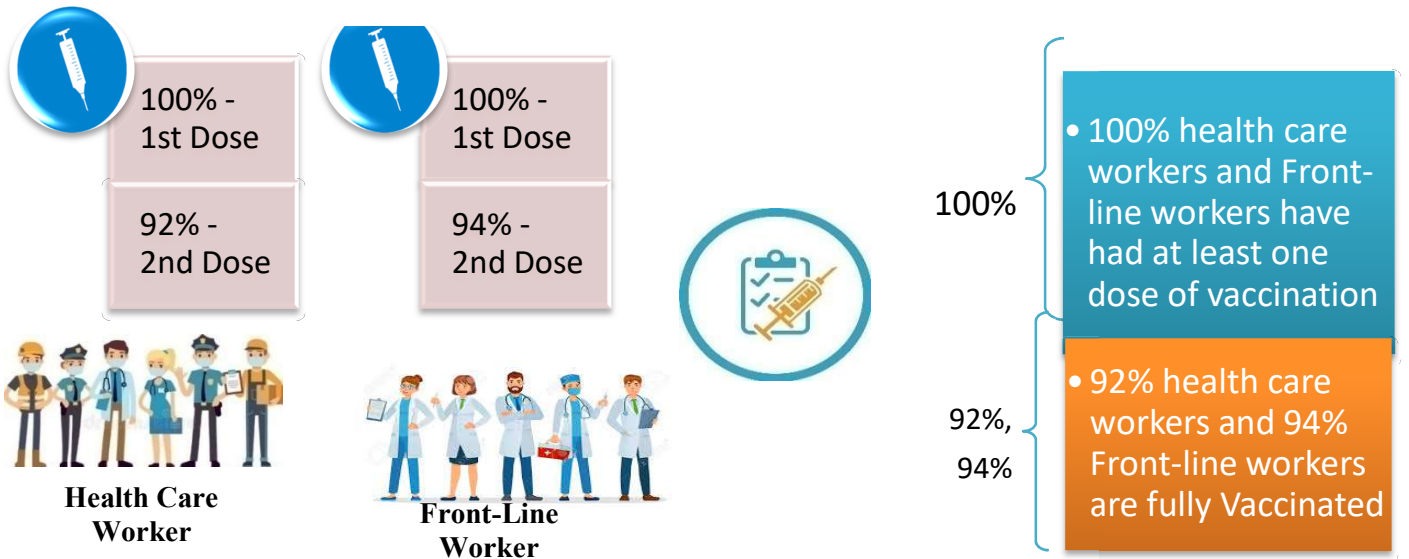 100% -
1st Dose
92% -
2nd Dose
Health Care
Worker
100% -
1st Dose
94% -
2nd Dose
Front-Line
Worker
100%
92%,
94%
• 100% health care
workers and Front-
line workers have
had at least one
dose of vaccination
• 92% health care
workers and 94%
Front-line workers
are fully Vaccinated